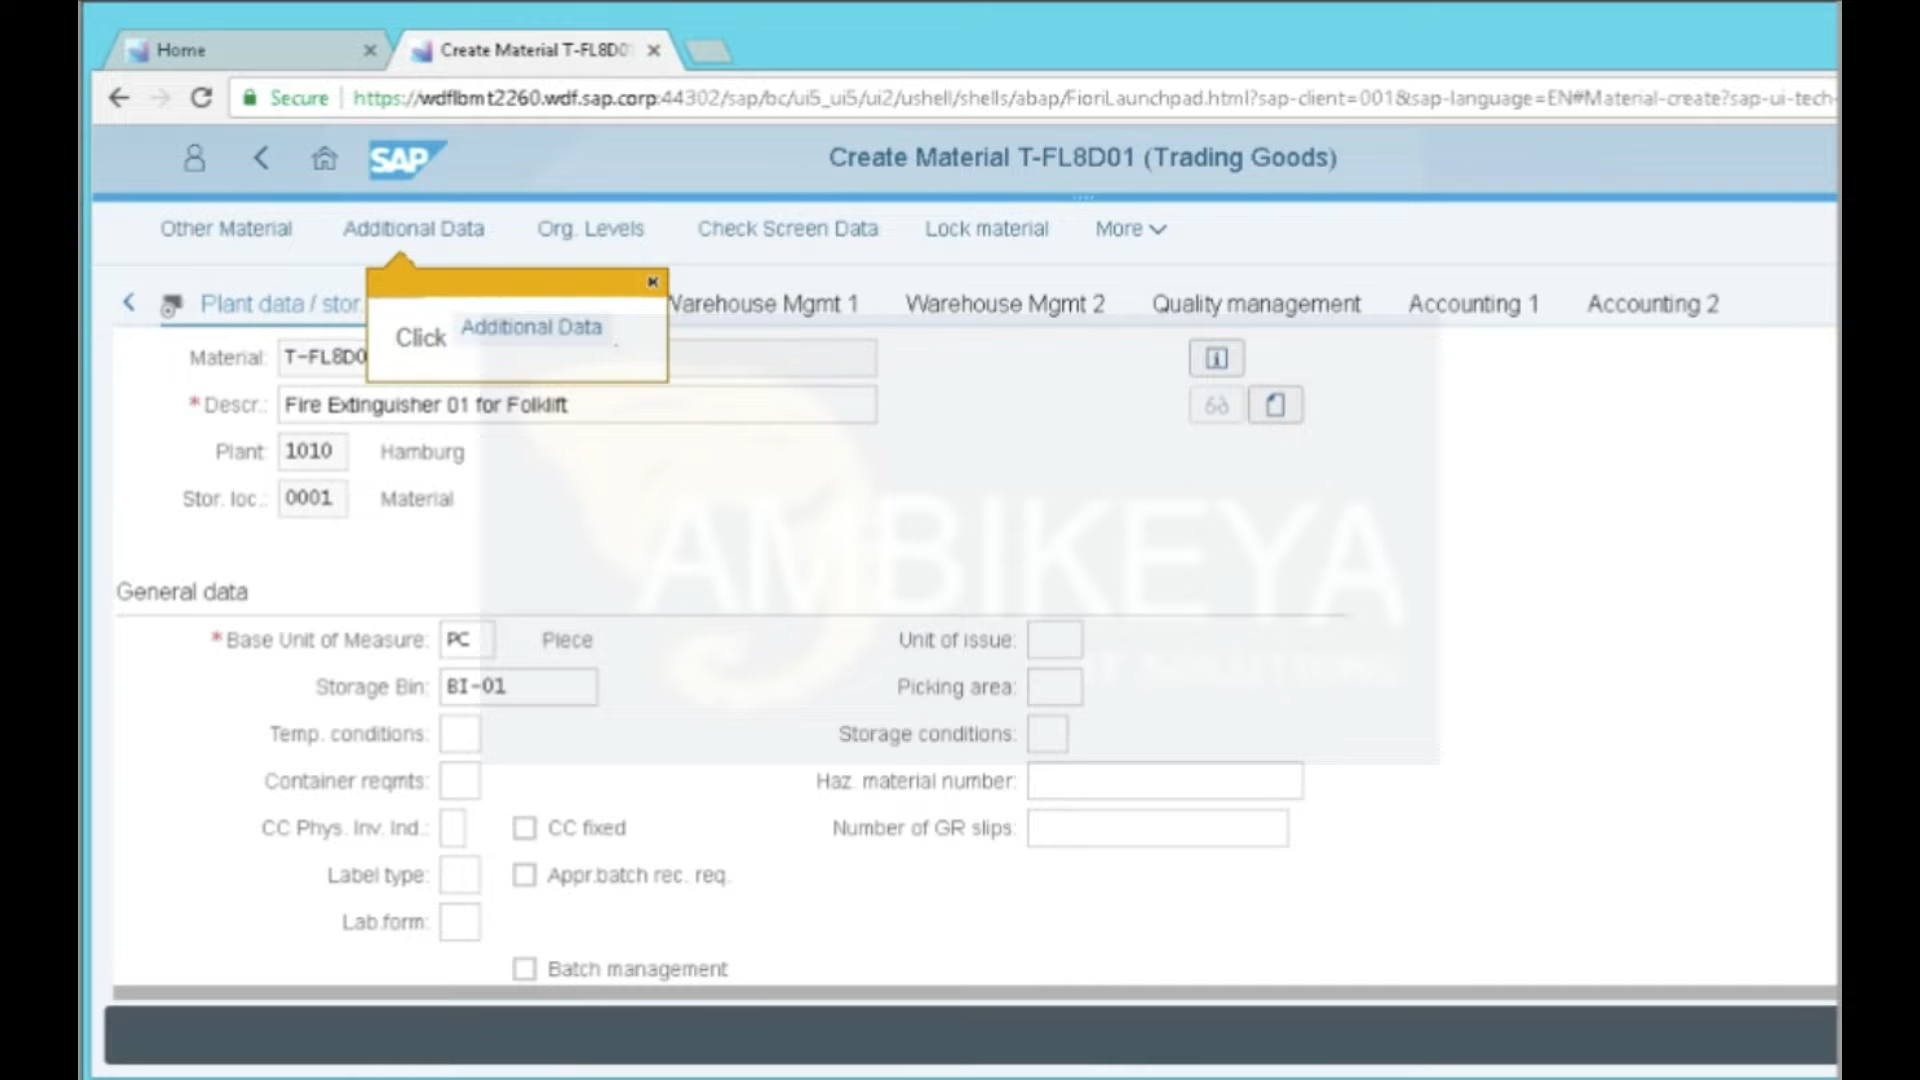 Home
Create Material T-FL8D01
Secure https://wdflbmt2260.wdf.sap.corp:44302/sap/bc/ui5_ui5/ui2/ushell/shells/abap/FioriLaunchpad.html?sap-client=001&sap-language=EN#Material-create?sap-ui-tech-
SAP Create Material T-FL8D01 (Trading Goods)
Other Material Additional Data Org. Levels Check Screen Data Lock material More
Plant data / stor. Warehouse Mgmt 1 Warehouse Mgmt 2 Quality management Accounting 1 Accounting 2
Click Additional Data .
Material: T-FL8D0
*Descr.: Fire Extinguisher 01 for Folklift
Plant: 1010 Hamburg
Stor. loc.: 0001 Material
AMBIKEYA
General data
*Base Unit of Measure: PC Piece Unit of issue:
Storage Bin: BI-01 Picking area:
Temp. conditions: Storage conditions:
Container reqmts: Haz. material number:
CC Phys. Inv. Ind.: CC fixed Number of GR slips:
Label type: Appr.batch rec. req.
Lab.form:
Batch management